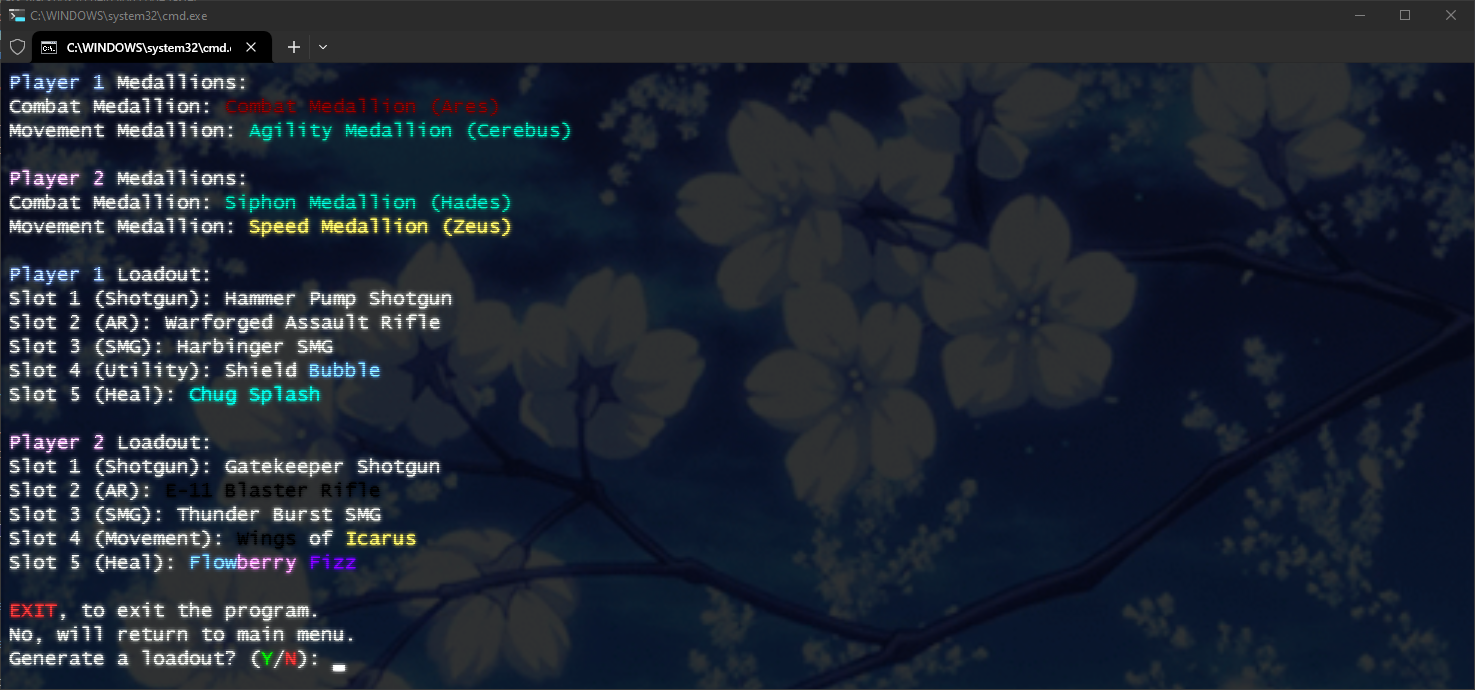 C:\WINDOWS\system32\cmd.exe
C:\WINDOWS\system32\cmd.
Player 1 Medallions:
Combat Medallion: Combat Medallion (Ares)
Movement Medallion: Agility Medallion (Cerebus)
Player 2 Medallions:
Combat Medallion: Siphon Medallion (Hades)
Movement Medallion: Speed Medallion (Zeus)
Player 1 Loadout:
Slot 1 (Shotgun): Hammer Pump Shotgun
Slot 2 (AR): Warforged Assault Rifle
Slot 3 (SMG): Harbinger SMG
Slot 4 (Utility): Shield Bubble
Slot 5 (Heal): Chug Splash
Player 2 Loadout:
Slot 1 (Shotgun): Gatekeeper Shotgun
Slot 2 (AR): E-11 Blaster Rifle
Slot 3 (SMG): Thunder Burst SMG
Slot 4 (Movement): Wings of Icarus
Slot 5 (Heal): Flowberry Fizz
EXIT, to exit the program.
No, will return to main menu.
Generate a loadout? (Y/N):